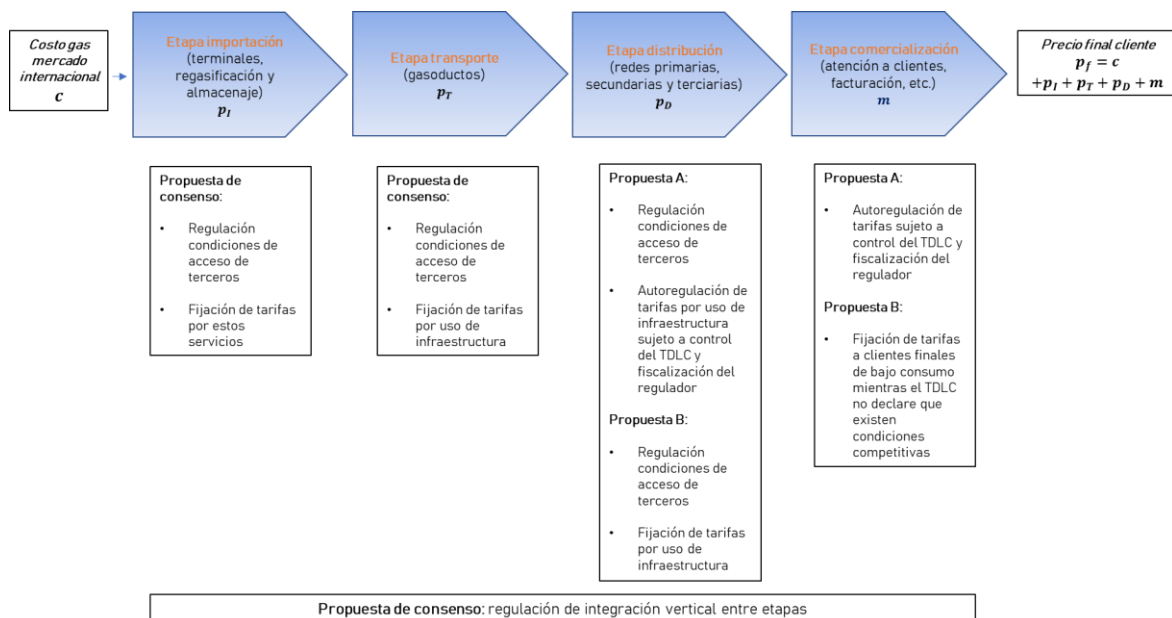 Costo gas
mercado
internacional
c
Etapa importación
(terminales,
regasificación y
almacenaje)
p_I
Etapa transporte
(gasoductos)
p_T
Etapa distribución
(redes primarias,
secundarias y terciarias)
p_D
Etapa comercialización
(atención a clientes,
facturación, etc.)
m
Precio final cliente
p_f = c
+p_I + p_T + p_D + m
Propuesta de
consenso:
• Regulación
condiciones de
acceso de
terceros
• Fijación de tarifas
por estos
servicios
Propuesta de
consenso:
• Regulación
condiciones de
acceso de
terceros
• Fijación de tarifas
por uso de
infraestructura
Propuesta A:
• Regulación
condiciones de
acceso de
terceros
• Autoregulación de
tarifas por uso de
infraestructura
sujeto a control
del TDLC y
fiscalización del
regulador
Propuesta B:
• Regulación
condiciones de
acceso de
terceros
• Fijación de tarifas
por uso de
infraestructura
Propuesta A:
• Autoregulación de
tarifas sujeto a
control del TDLC y
fiscalización del
regulador
Propuesta B:
• Fijación de tarifas
a clientes finales
de bajo consumo
mientras el TDLC
no declare que
existen
condiciones
competitivas
Propuesta de consenso: regulación de integración vertical entre etapas